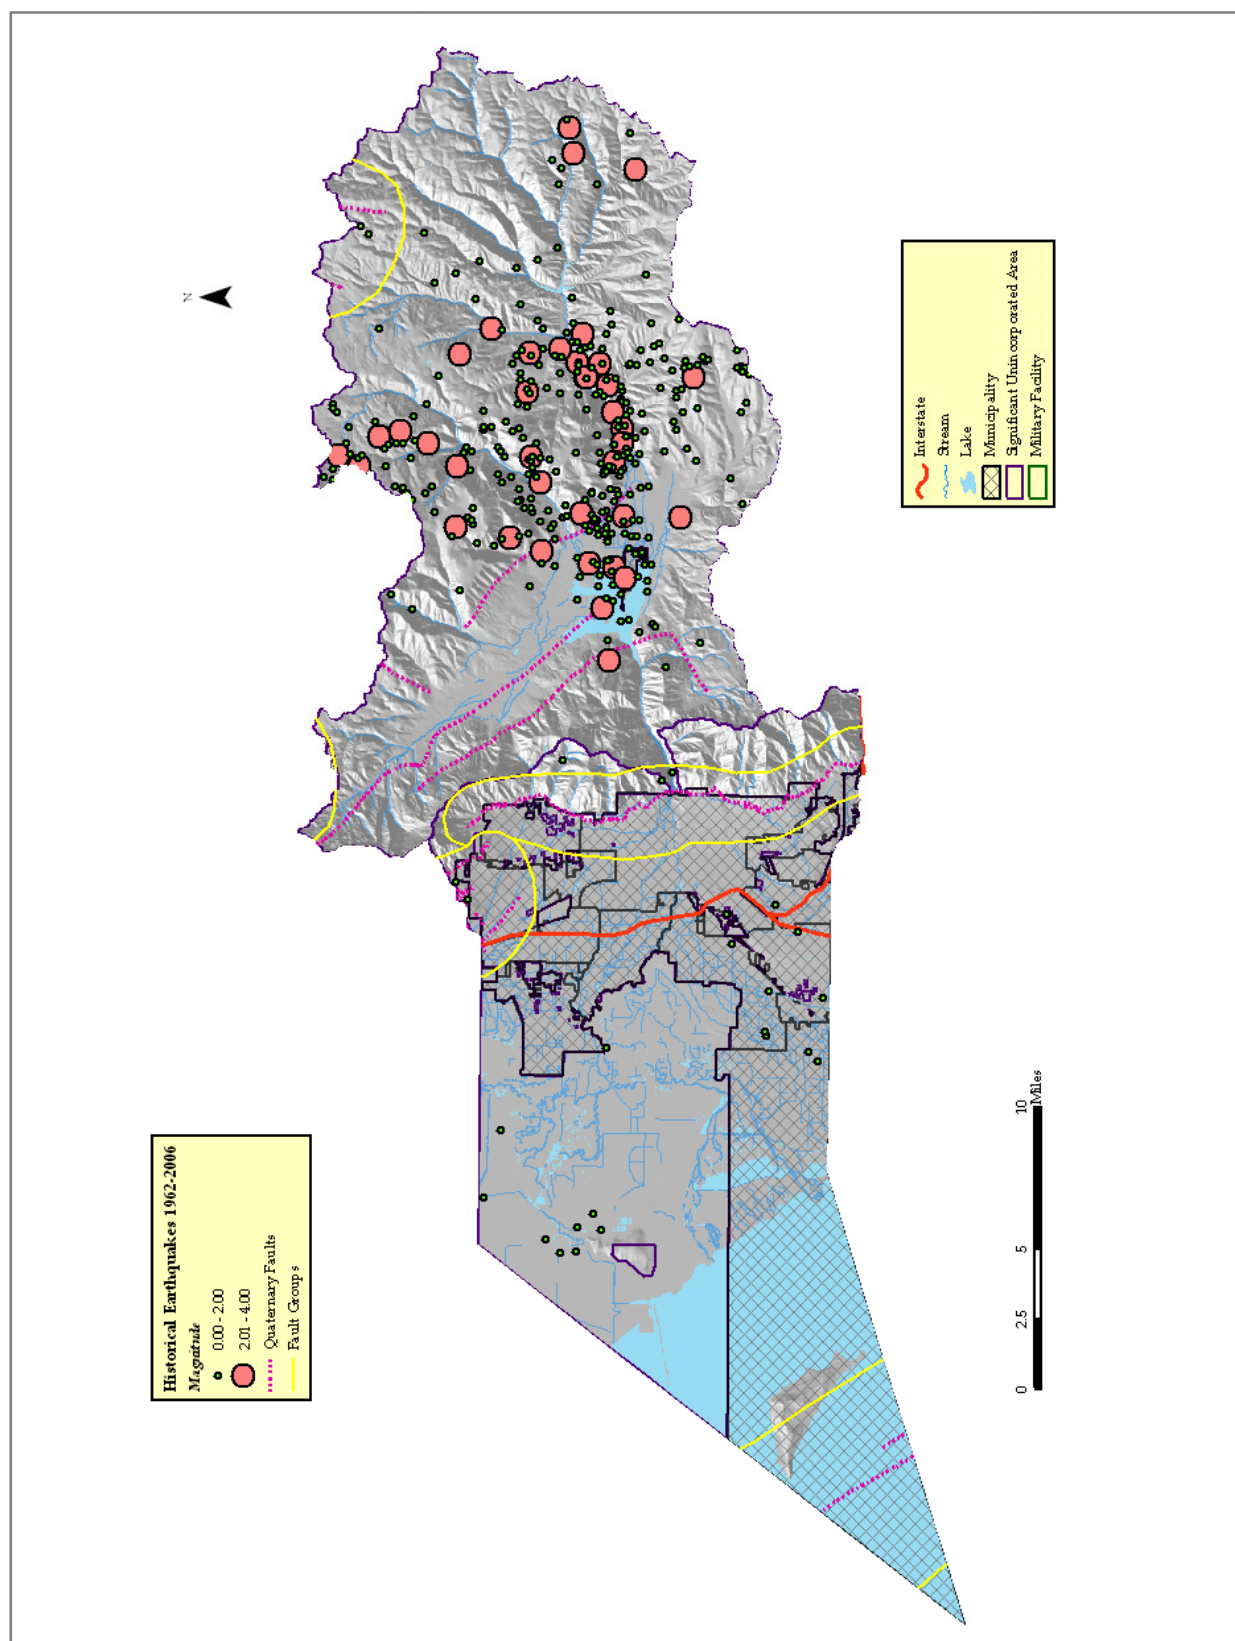 N
Interstate
Stream
Lake
Municipality
Significant Unincorporated Area
Military Facility
Historical Earthquakes 1962-2006
Magnitude
0.00 - 2.00
2.01 - 4.00
Quaternary Faults
Fault Groups
0 2.5 5 10
Miles